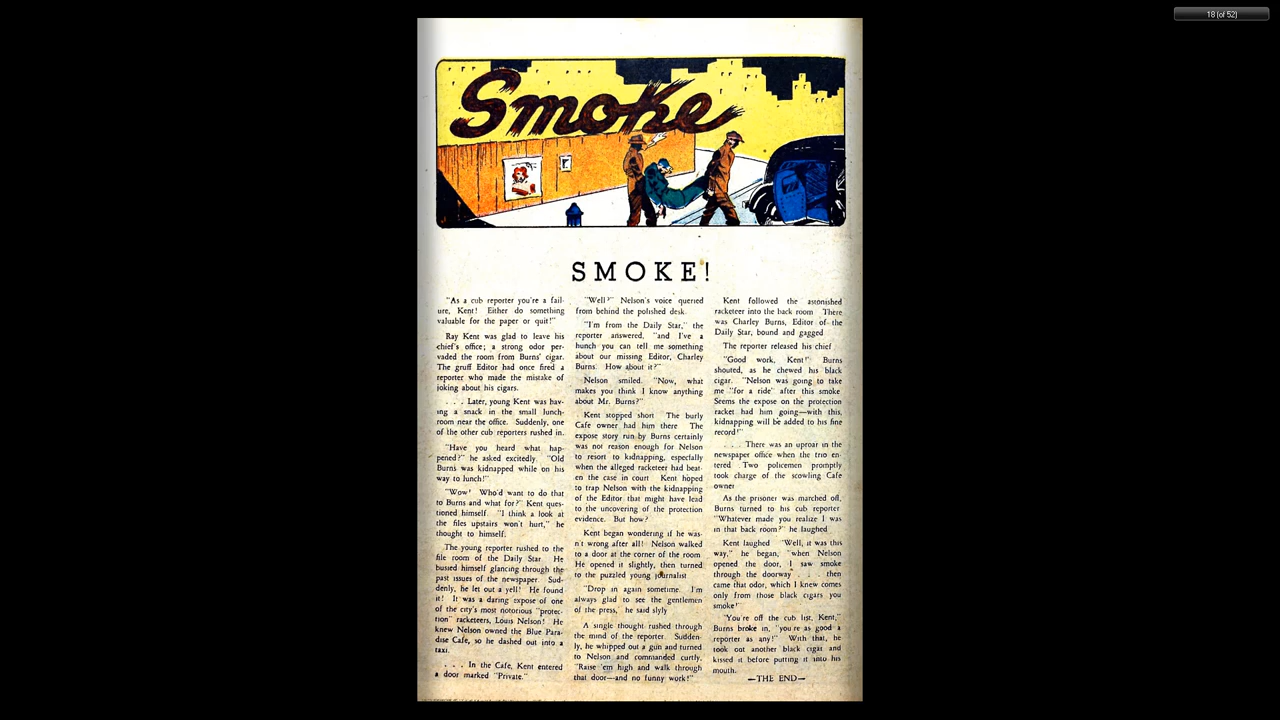 18 (of 52)
Smoke
SMOKE!
"As a cub reporter you're a fail-
ure, Kent! Either do something
valuable for the paper or quit!"
Ray Kent was glad to leave his
chief's office; a strong odor per-
vaded the room from Burns' cigar.
The gruff Editor had once fired a
reporter who made the mistake of
joking about his cigars.
. . . Later, young Kent was hav-
ing a snack in the small lunch-
room near the office. Suddenly, one
of the other cub reporters rushed in.
"Have you heard what hap-
pened?" he asked excitedly. "Old
Burns was kidnapped while on his
way to lunch!"
"Wow! Who'd want to do that
to Burns and what for?" Kent ques-
tioned himself. "I think a look at
the files upstairs won't hurt," he
thought to himself.
The young reporter rushed to the
file room of the Daily Star He
busied himself glancing through the
past issues of the newspaper. Sud-
denly, he let out a yell! He found
it! It was a daring expose of one
of the city's most notorious "protec-
tion" racketeers, Louis Nelson! He
knew Nelson owned the Blue Para-
dise Cafe, so he dashed out into a
taxi.
. . . In the Cafe, Kent entered
a door marked "Private."
"Well?" Nelson's voice queried
from behind the polished desk.
"I'm from the Daily Star," the
reporter answered, "and I've a
hunch you can tell me something
about our missing Editor, Charley
Burns. How about it?"
Nelson smiled. "Now, what
makes you think I know anything
about Mr. Burns?"
Kent stopped short The burly
Cafe owner had him there The
expose story run by Burns certainly
was not reason enough for Nelson
to resort to kidnapping, especially
when the alleged racketeer had beat-
en the case in court Kent hoped
to trap Nelson with the kidnapping
of the Editor that might have lead
to the uncovering of the protection
evidence. But how?
Kent began wondering if he was-
n't wrong after all! Nelson walked
to a door at the corner of the room
He opened it slightly, then turned
to the puzzled young journalist
"Drop in again sometime. I'm
always glad to see the gentlemen
of the press," he said slyly
A single thought rushed through
the mind of the reporter. Sudden-
ly, he whipped out a gun and turned
to Nelson and commanded curtly.
"Raise 'em high and walk through
that door—and no funny work!"
Kent followed the astonished
racketeer into the back room There
was Charley Burns, Editor of the
Daily Star, bound and gagged
The reporter released his chief
"Good work, Kent!" Burns
shouted, as he chewed his black
cigar. "Nelson was going to take
me "for a ride" after this smoke
Seems the expose on the protection
racket had him going—with this,
kidnapping will be added to his fine
record!"
. . . There was an uproar in the
newspaper office when the trio en-
tered Two policemen promptly
took charge of the scowling Cafe
owner
As the prisoner was marched off,
Burns turned to his cub reporter
"Whatever made you realize I was
in that back room?" he laughed
Kent laughed "Well, it was this
way," he began, "when Nelson
opened the door, I saw smoke
through the doorway . . . then
came that odor, which I knew comes
only from those black cigars you
smoke!"
"You're off the cub list, Kent,"
Burns broke in, "you're as good a
reporter as any!" With that, he
took out another black cigar and
kissed it before putting it into his
mouth.
—THE END—